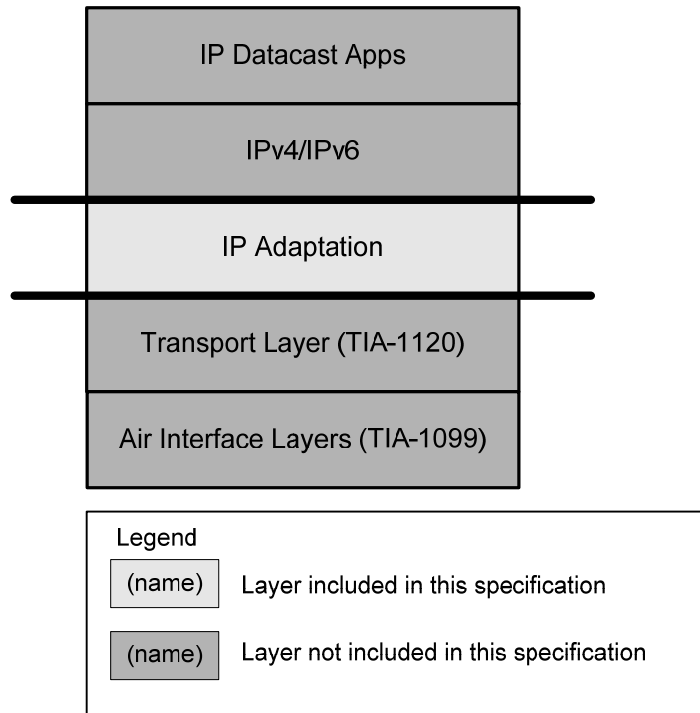 IP Datacast Apps
IPv4/IPv6
IP Adaptation
Transport Layer (TIA-1120)
Air Interface Layers (TIA-1099)
Legend
(name) Layer included in this specification
(name) Layer not included in this specification